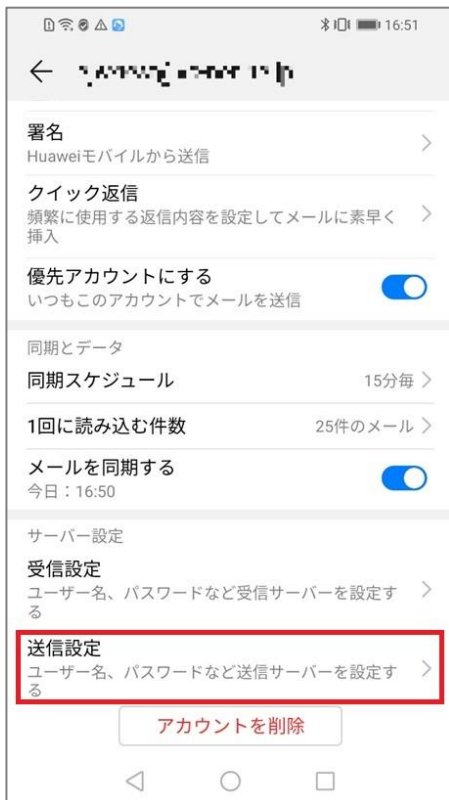 16:51
署名
Huaweiモバイルから送信
クイック返信
頻繁に使用する返信内容を設定してメールに素早く
挿入
優先アカウントにする
いつもこのアカウントでメールを送信
同期とデータ
同期スケジュール 15分毎
1回に読み込む件数 25件のメール
メールを同期する
今日：16:50
サーバー設定
受信設定
ユーザー名、パスワードなど受信サーバーを設定す
る
送信設定
ユーザー名、パスワードなど送信サーバーを設定す
る
アカウントを削除